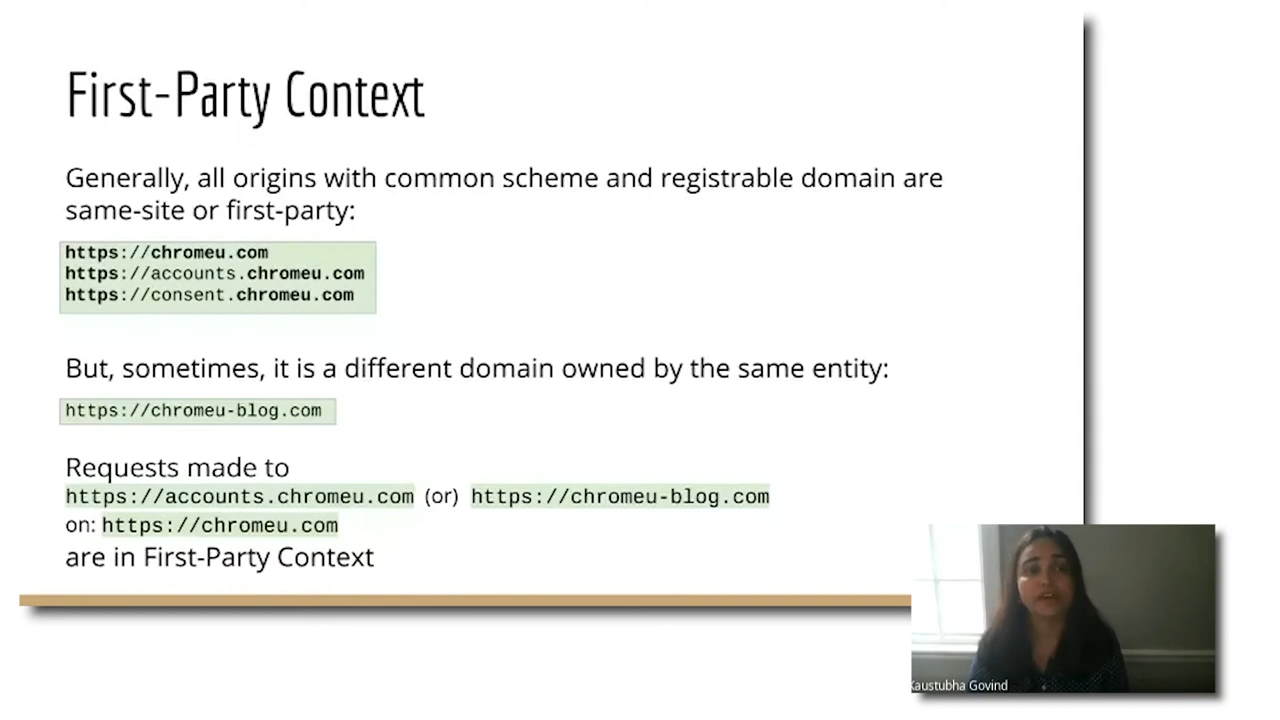 First-Party Context
Generally, all origins with common scheme and registrable domain are
same-site or first-party:
https://chromeu.com
https://accounts.chromeu.com
https://consent.chromeu.com
But, sometimes, it is a different domain owned by the same entity:
https://chromeu-blog.com
Requests made to
https://accounts.chromeu.com (or) https://chromeu-blog.com
on: https://chromeu.com
are in First-Party Context
Kaustubha Govind